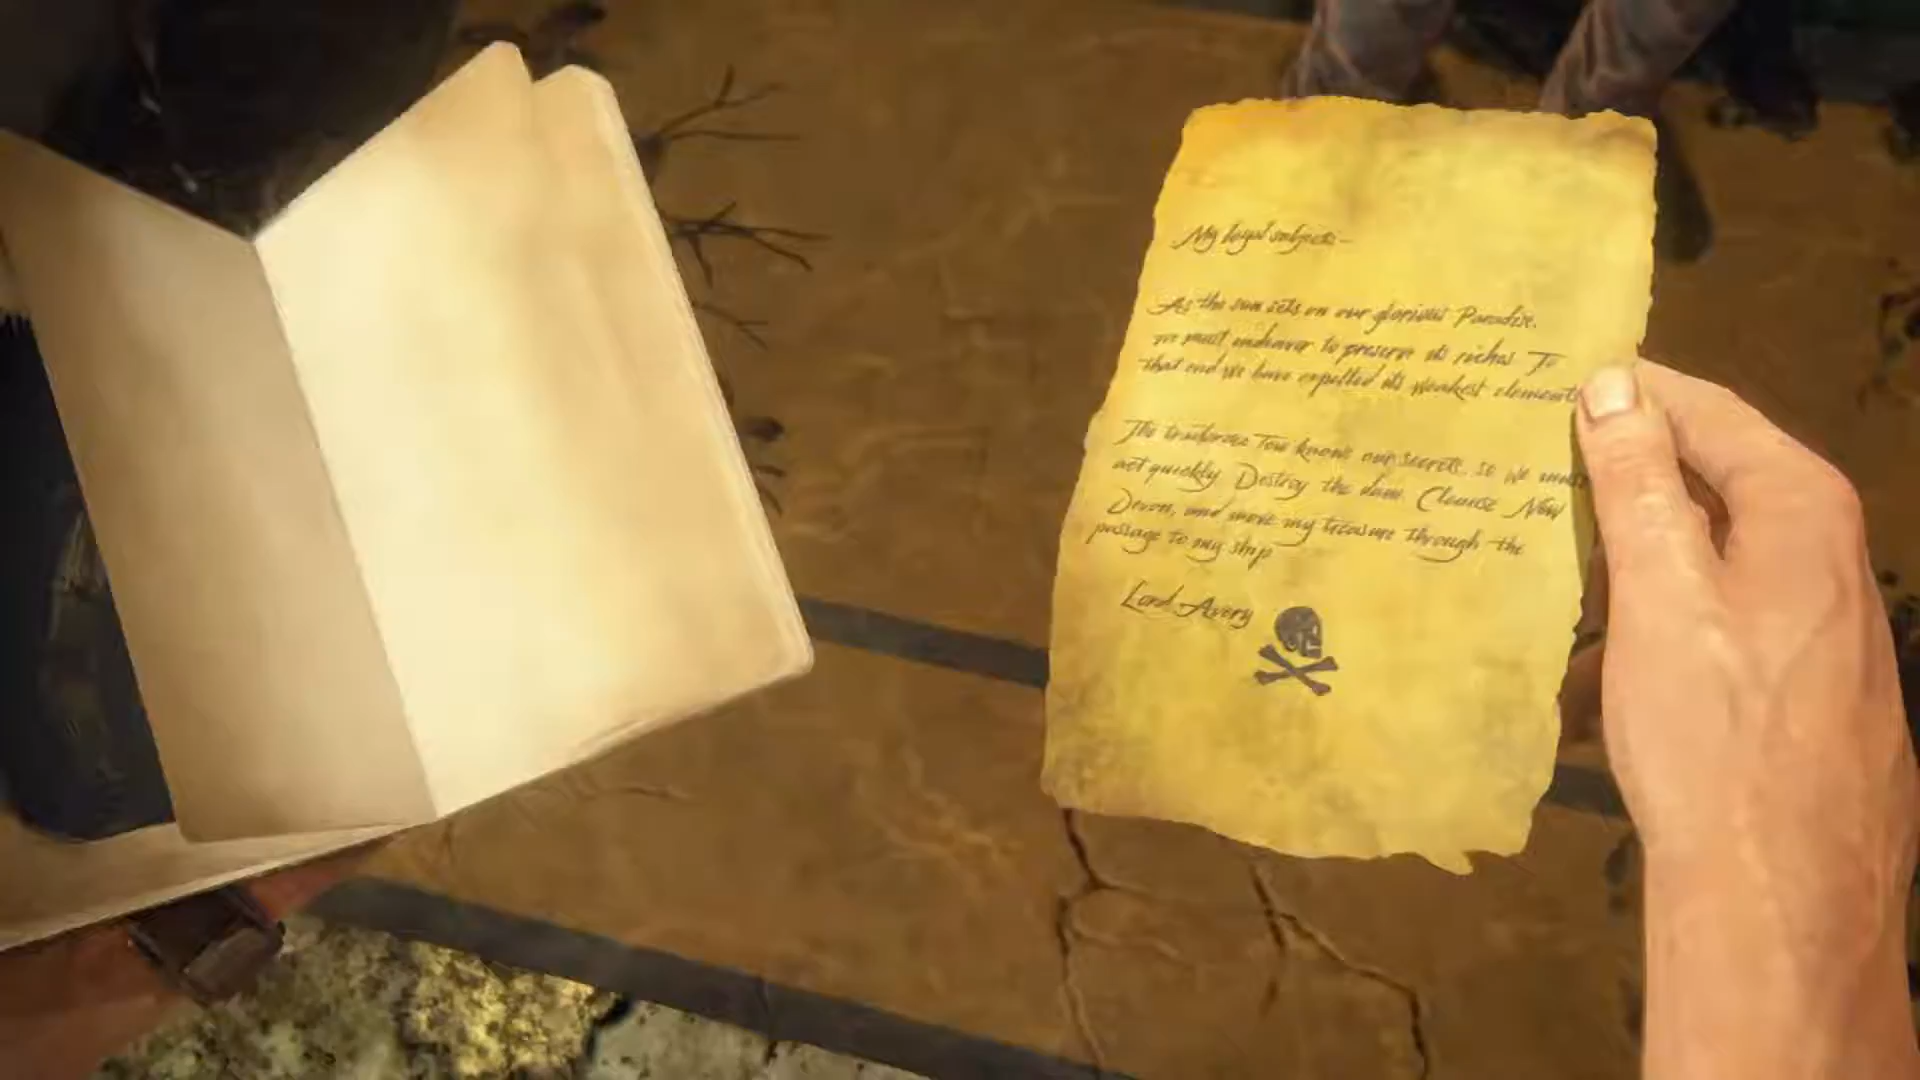 My loyal subjects-
As the sun sets on our glorious Paradise,
we must endeavor to preserve its riches. To
that end we have expelled its weakest elements
The traitorous Tew knows our secrets, so we must
act quickly. Destroy the dam. Cleanse New
Devon, and move my treasure through the
passage to my ship
Lord Avery